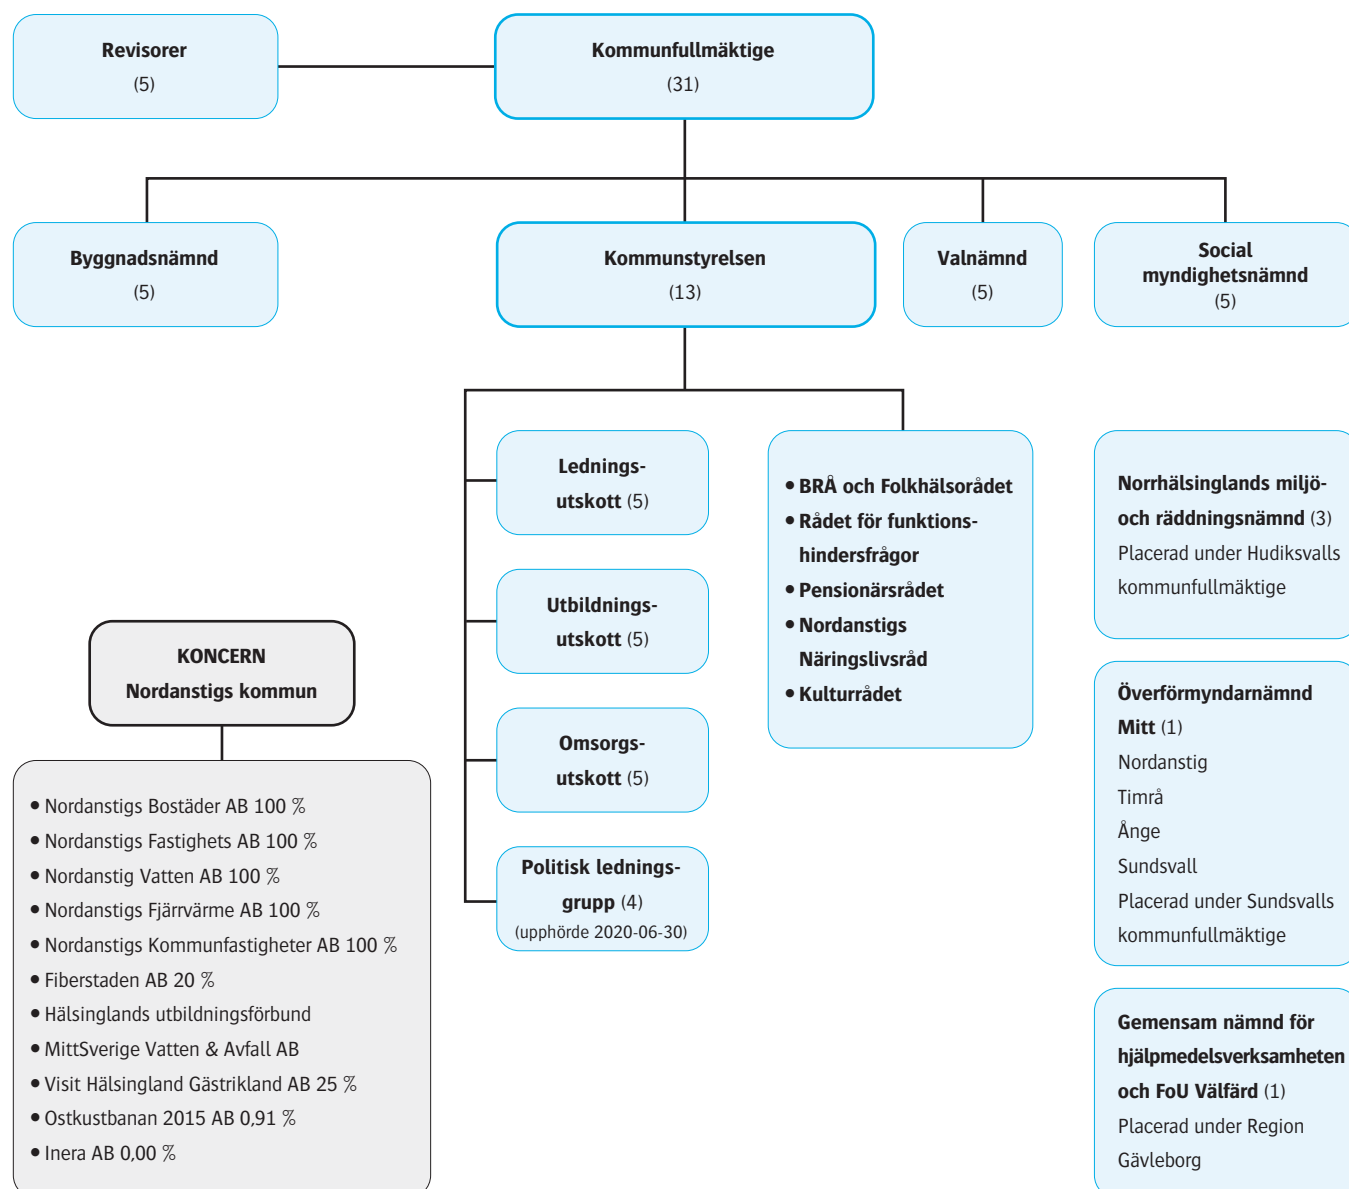 Revisorer
(5)
Kommunfullmäktige
(31)
Byggnadsnämnd
(5)
Kommunstyrelsen
(13)
Valnämnd
(5)
Social
myndighetsnämnd
(5)
Lednings-
utskott (5)
Utbildnings-
utskott (5)
Omsorgs-
utskott (5)
Politisk lednings-
grupp (4)
(upphörde 2020-06-30)
• BRÅ och Folkhälsorådet
• Rådet för funktions-
hindersfrågor
• Pensionärsrådet
• Nordanstigs
Näringslivsråd
• Kulturrådet
Norrhälsinglands miljö-
och räddningsnämnd (3)
Placerad under Hudiksvalls
kommunfullmäktige
Överförmyndarnämnd
Mitt (1)
Nordanstig
Timrå
Ånge
Sundsvall
Placerad under Sundsvalls
kommunfullmäktige
Gemensam nämnd för
hjälpmedelsverksamheten
och FoU Välfärd (1)
Placerad under Region
Gävleborg
KONCERN
Nordanstigs kommun
• Nordanstigs Bostäder AB 100 %
• Nordanstigs Fastighets AB 100 %
• Nordanstig Vatten AB 100 %
• Nordanstigs Fjärrvärme AB 100 %
• Nordanstigs Kommunfastigheter AB 100 %
• Fiberstaden AB 20 %
• Hälsinglands utbildningsförbund
• MittSverige Vatten & Avfall AB
• Visit Hälsingland Gästrikland AB 25 %
• Ostkustbanan 2015 AB 0,91 %
• Inera AB 0,00 %